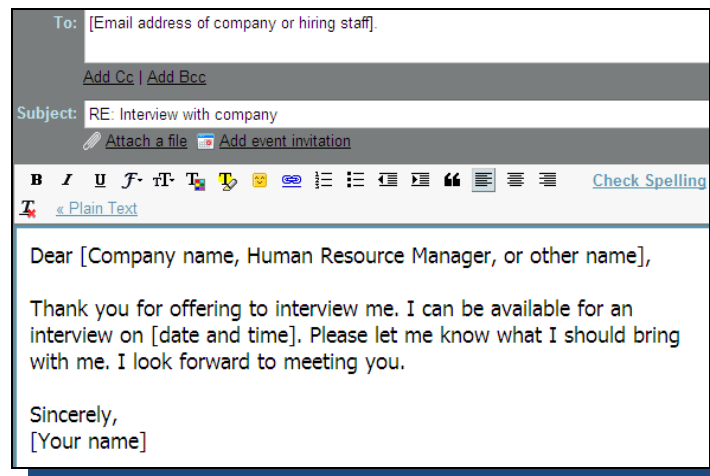 To: [Email address of company or hiring staff].
Add Cc | Add Bcc
Subject: RE: Interview with company
Attach a file Add event invitation
B I U F T T T Check Spelling
T « Plain Text
Dear [Company name, Human Resource Manager, or other name],
Thank you for offering to interview me. I can be available for an
interview on [date and time]. Please let me know what I should bring
with me. I look forward to meeting you.
Sincerely,
[Your name]